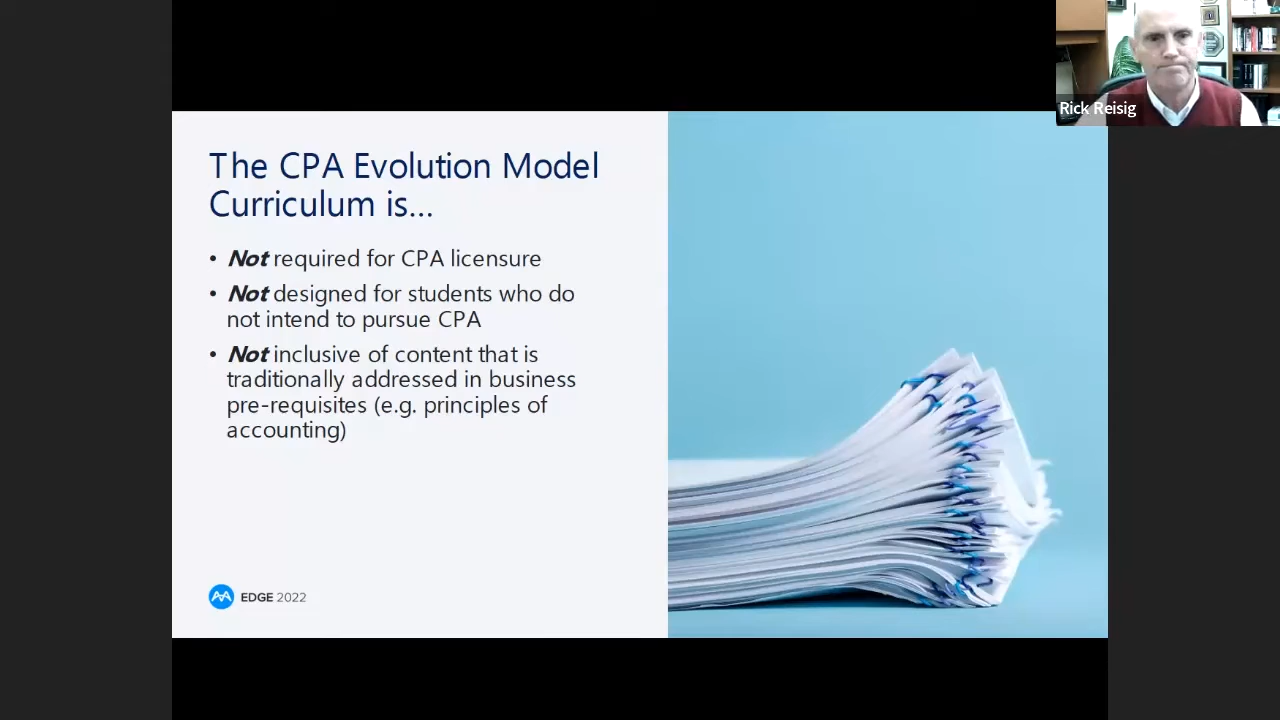 Rick Reisig
The CPA Evolution Model
Curriculum is...
• Not required for CPA licensure
• Not designed for students who do
not intend to pursue CPA
• Not inclusive of content that is
traditionally addressed in business
pre-requisites (e.g. principles of
accounting)
EDGE 2022